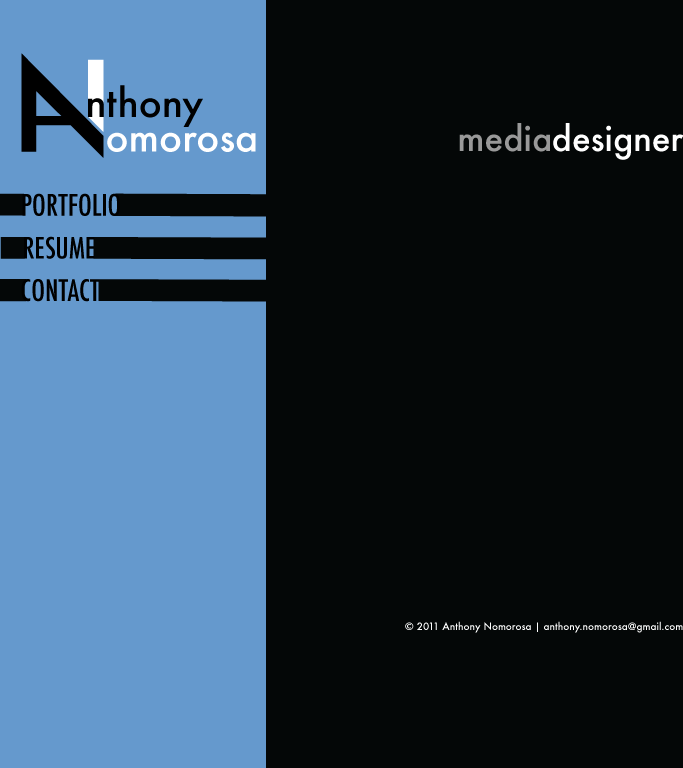 Anthony
Nomorosa
mediadesigner
PORTFOLIO
RESUME
CONTACT
© 2011 Anthony Nomorosa | anthony.nomorosa@gmail.com